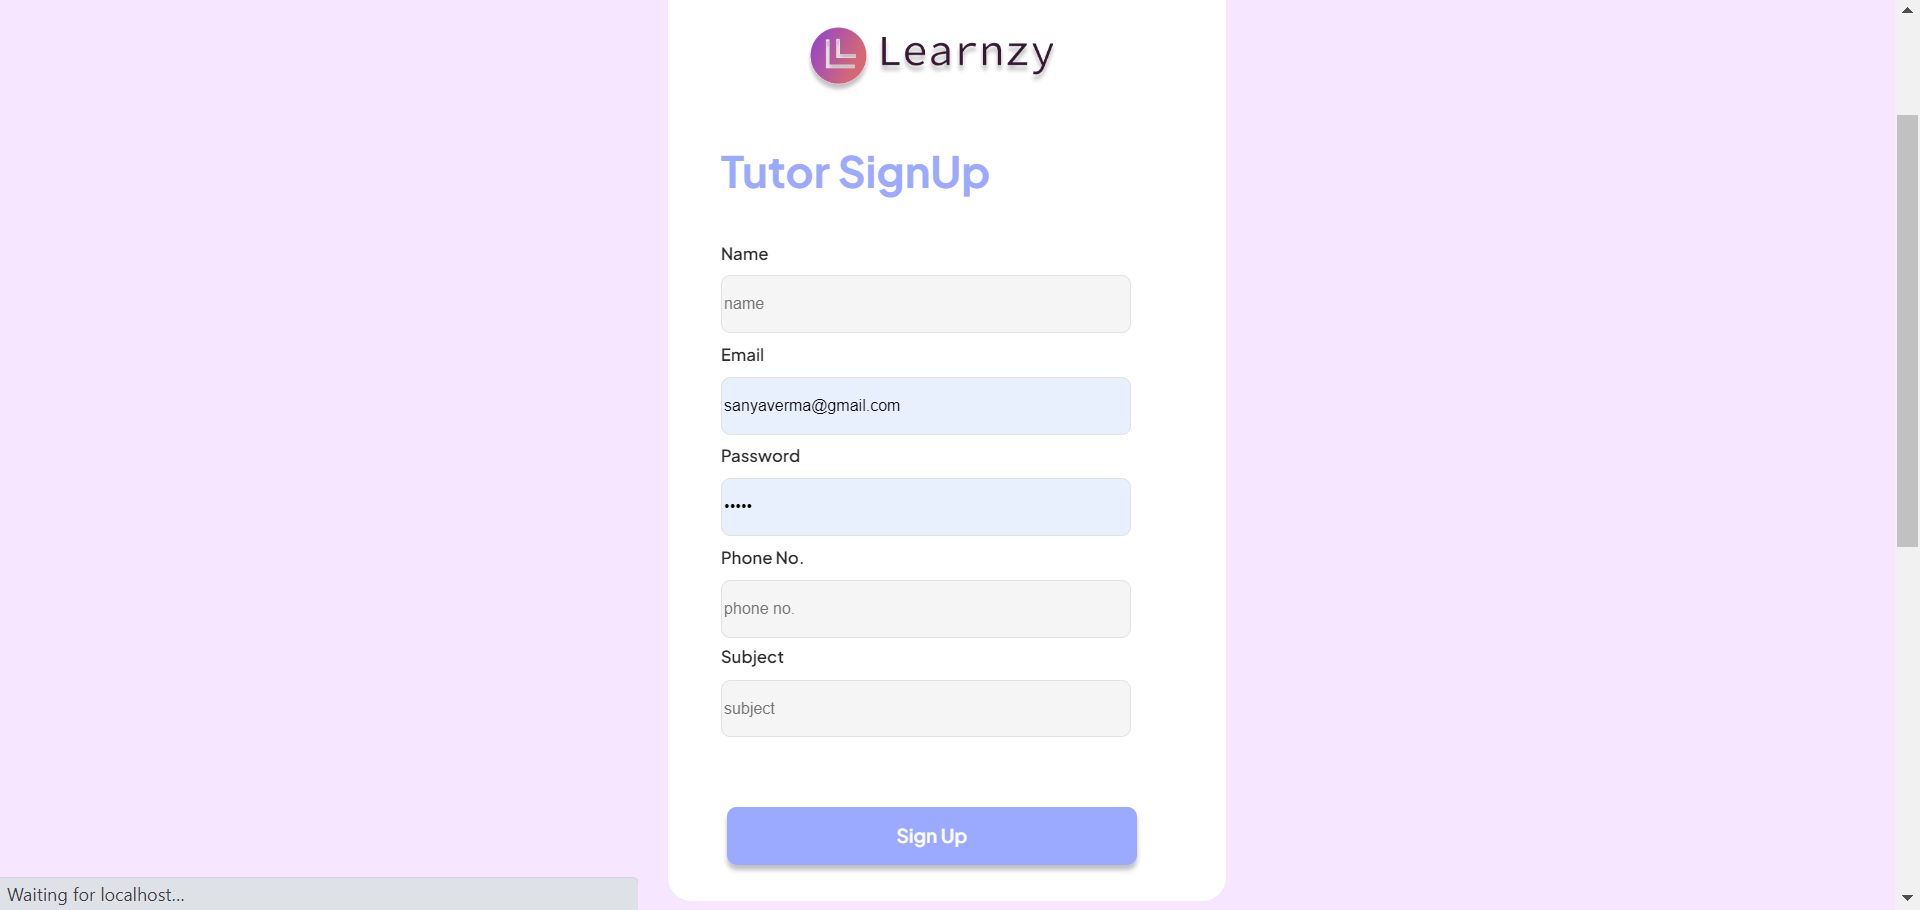 Learnzy
Tutor SignUp
Name
name
Email
sanyaverma@gmail.com
Password
•••••
Phone No.
phone no.
Subject
subject
Sign Up
Waiting for localhost...